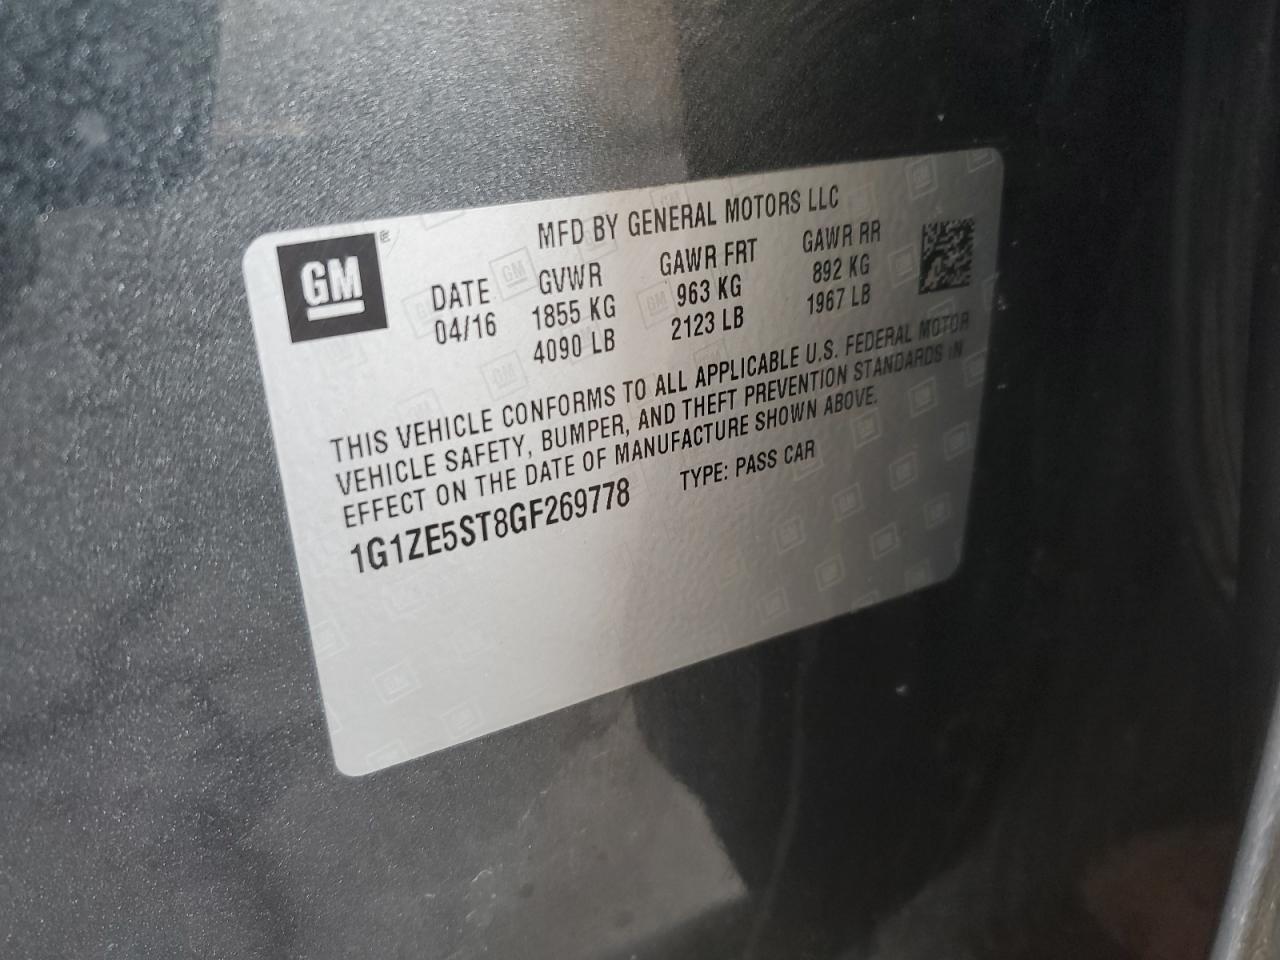 MFD BY GENERAL MOTORS LLC
GM
DATE GVWR GAWR FRT GAWR RR
04/16 1855 KG 963 KG 892 KG
4090 LB 2123 LB 1967 LB
THIS VEHICLE CONFORMS TO ALL APPLICABLE U.S. FEDERAL MOTOR
VEHICLE SAFETY, BUMPER, AND THEFT PREVENTION STANDARDS IN
EFFECT ON THE DATE OF MANUFACTURE SHOWN ABOVE.
1G1ZE5ST8GF269778 TYPE: PASS CAR